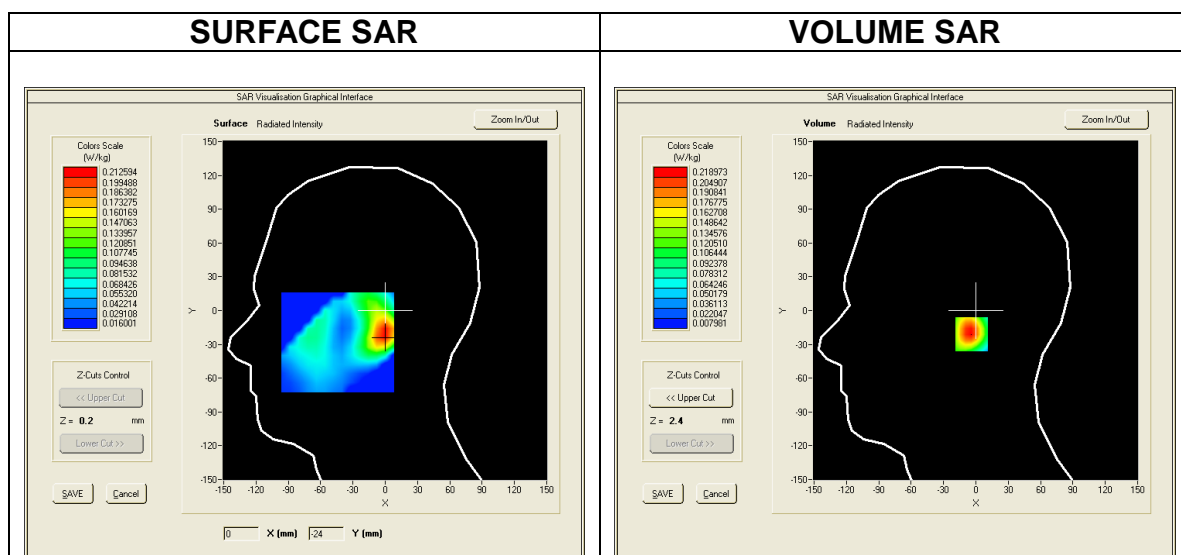 SURFACE SAR
VOLUME SAR
SAR Visualisation Graphical Interface
Surface Radiated Intensity
Zoom In/Out
Colors Scale
(W/kg)
0.212594
0.199488
0.186382
0.173275
0.160169
0.147063
0.133957
0.120851
0.107745
0.094638
0.081532
0.068426
0.055320
0.042214
0.029108
0.016001
150
120
90
60
30
0
-30
-60
-90
-120
-150
Y
-150 -120 -90 -60 -30 0 30 60 90 120 150
X
Z-Cuts Control
<< Upper Cut
Z = 0.2 mm
Lower Cut >>
SAVE Cancel
0 X (mm) -24 Y (mm)
SAR Visualisation Graphical Interface
Volume Radiated Intensity
Zoom In/Out
Colors Scale
(W/kg)
0.218973
0.204907
0.190841
0.176775
0.162708
0.148642
0.134576
0.120510
0.106444
0.092378
0.078312
0.064246
0.050179
0.036113
0.022047
0.007981
150
120
90
60
30
0
-30
-60
-90
-120
-150
Y
-150 -120 -90 -60 -30 0 30 60 90 120 150
X
Z-Cuts Control
<< Upper Cut
Z = 2.4 mm
Lower Cut >>
SAVE Cancel